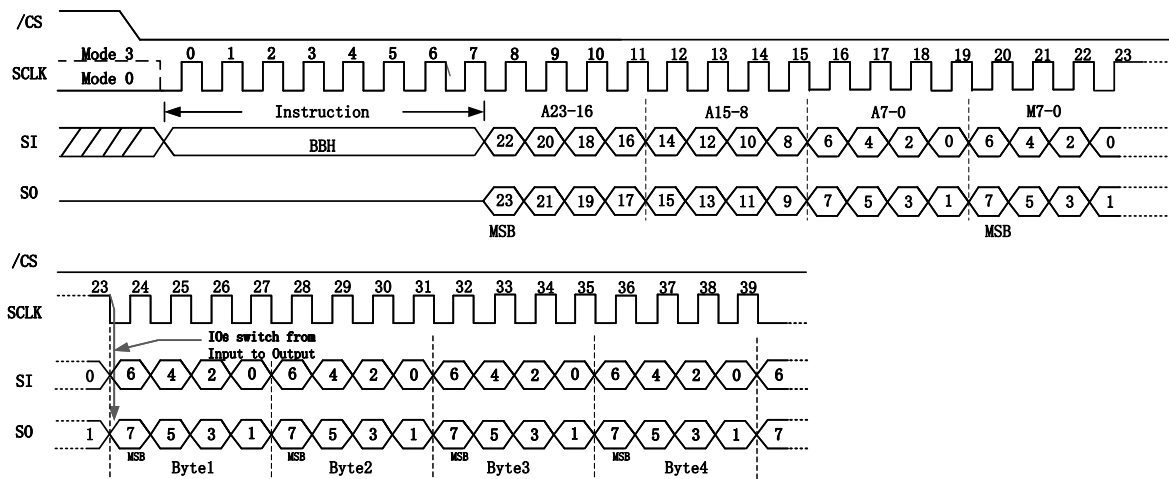 /CS
Mode 3 0 1 2 3 4 5 6 7 8 9 10 11 12 13 14 15 16 17 18 19 20 21 22 23
SCLK
Mode 0
Instruction A23-16 A15-8 A7-0 M7-0
SI BBH 22 20 18 16 14 12 10 8 6 4 2 0 6 4 2 0
SO 23 21 19 17 15 13 11 9 7 5 3 1 7 5 3 1
MSB MSB
/CS
23 24 25 26 27 28 29 30 31 32 33 34 35 36 37 38 39
SCLK
IOs switch from
Input to Output
SI 0 6 4 2 0 6 4 2 0 6 4 2 0 6 4 2 0 6
SO 1 7 5 3 1 7 5 3 1 7 5 3 1 7 5 3 1 7
MSB MSB MSB MSB
Byte1 Byte2 Byte3 Byte4